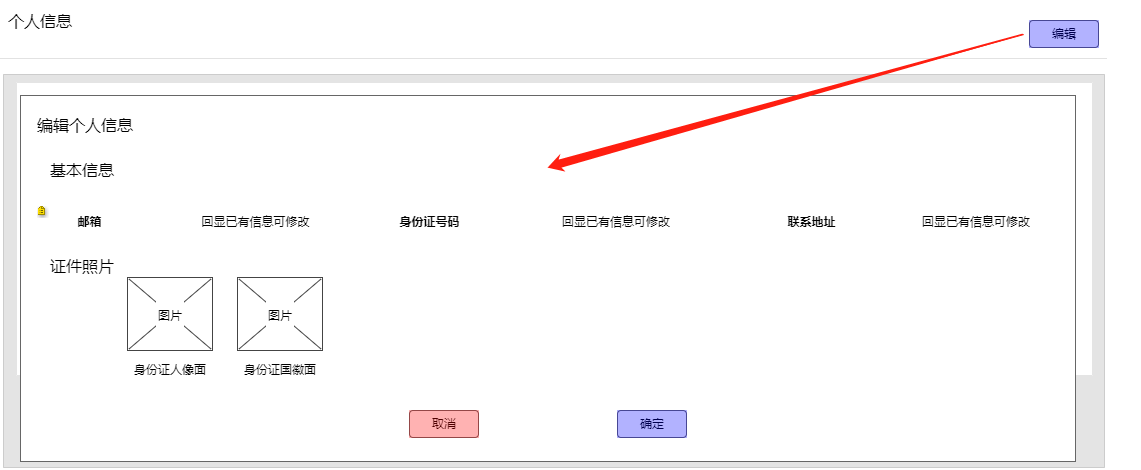 个人信息
编辑
编辑个人信息
基本信息
邮箱 回显已有信息可修改 身份证号码 回显已有信息可修改 联系地址 回显已有信息可修改
证件照片
图片 图片
身份证人像面 身份证国徽面
取消 确定